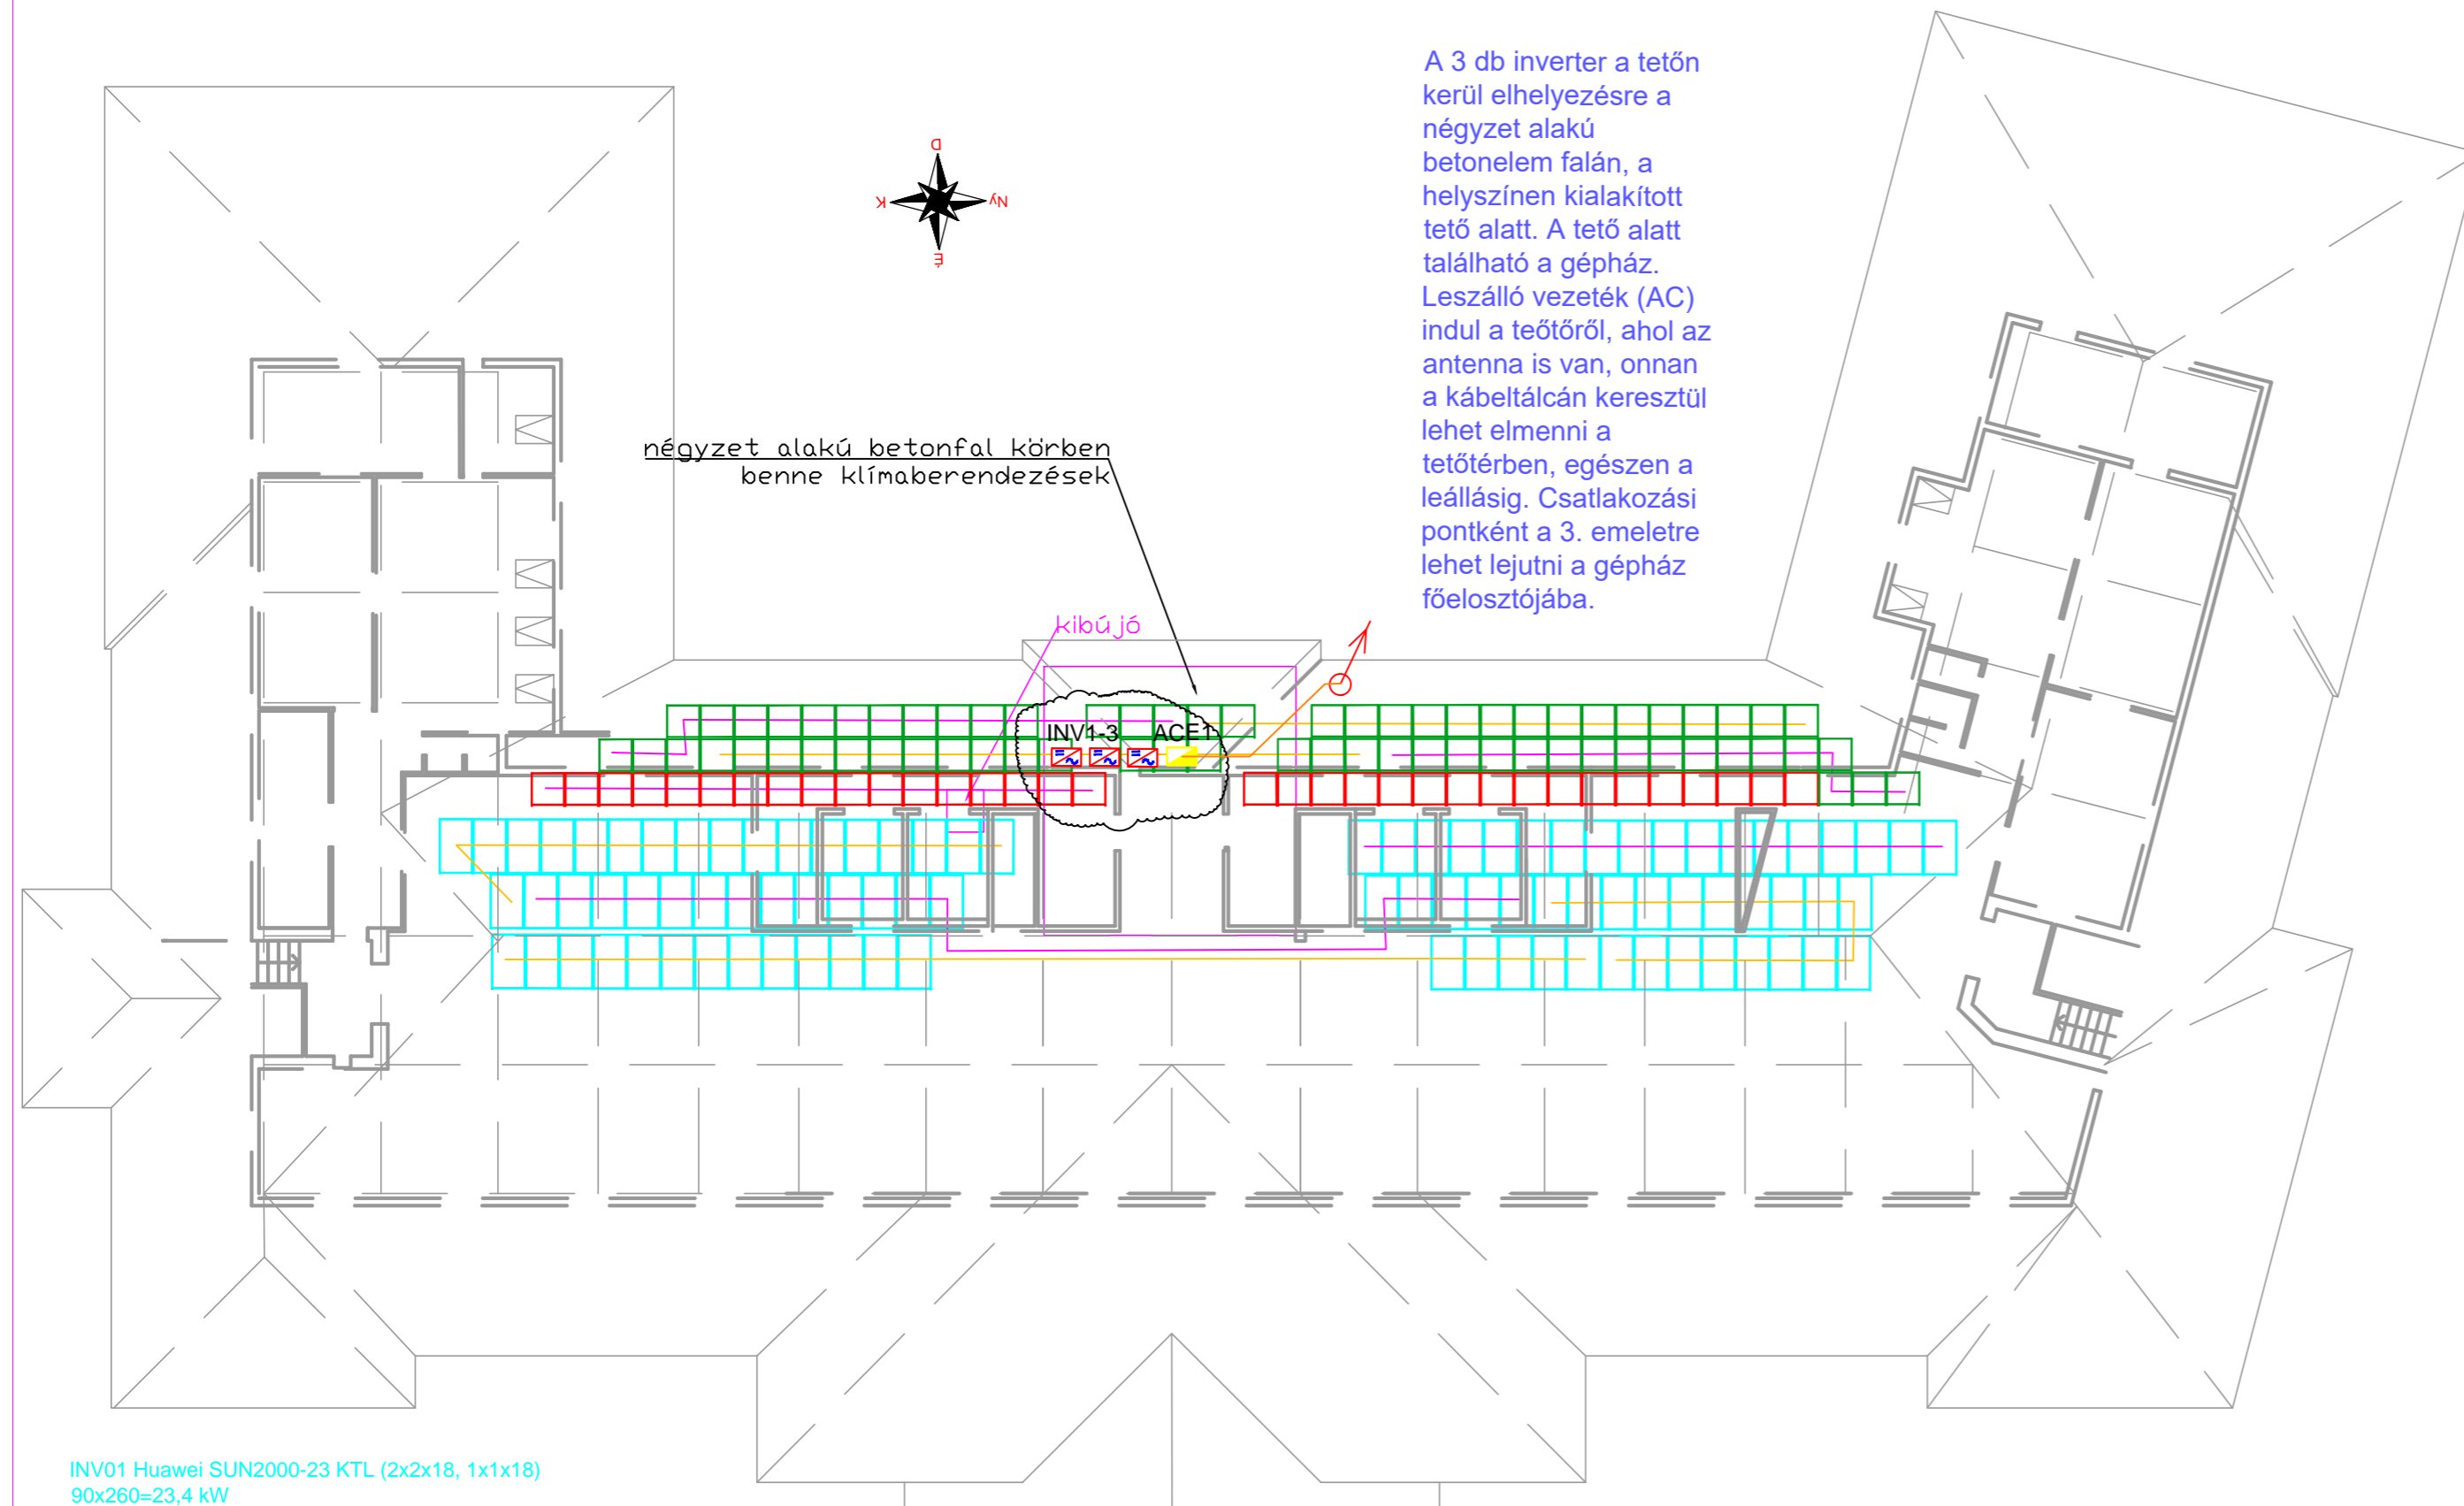 A 3 db inverter a tetőn
kerül elhelyezésre a
négyzet alakú
betonelem falán, a
helyszínen kialakított
tető alatt. A tető alatt
található a gépház.
Leszálló vezeték (AC)
indul a teőtőről, ahol az
antenna is van, onnan
a kábeltálcán keresztül
lehet elmenni a
tetőtérben, egészen a
leállásig. Csatlakozási
pontként a 3. emeletre
lehet lejutni a gépház
főelosztójába.
D
K
Ny
É
négyzet alakú betonfal körben
benne klímaberendezések
kibújó
INV1-3
ACE1
INV01 Huawei SUN2000-23 KTL (2x2x18, 1x1x18)
90x260=23,4 kW